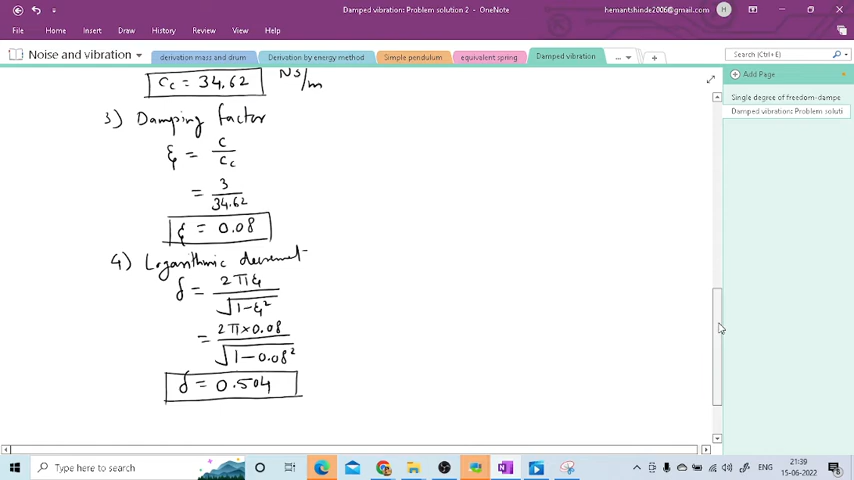 Damped vibration: Problem solution 2 - OneNote
hemantshinde2006@gmail.com
H
File Home Insert Draw History Review View Help
Noise and vibration
derivation mass and drum
Derivation by energy method
Simple pendulum
equivalent spring
Damped vibration
...
+
Search (Ctrl+E)
Add Page
Single degree of freedom-dampe
Damped vibration: Problem soluti
Cc = 34.62 NS/m
3) Damping factor
ξ = C/Cc
= 3/34.62
ξ = 0.08
4) Logarithmic decremet
δ = 2πξ/√1-ξ²
= 2π×0.08/√1-0.08²
δ = 0.504
Type here to search
ENG
21:39
15-06-2022